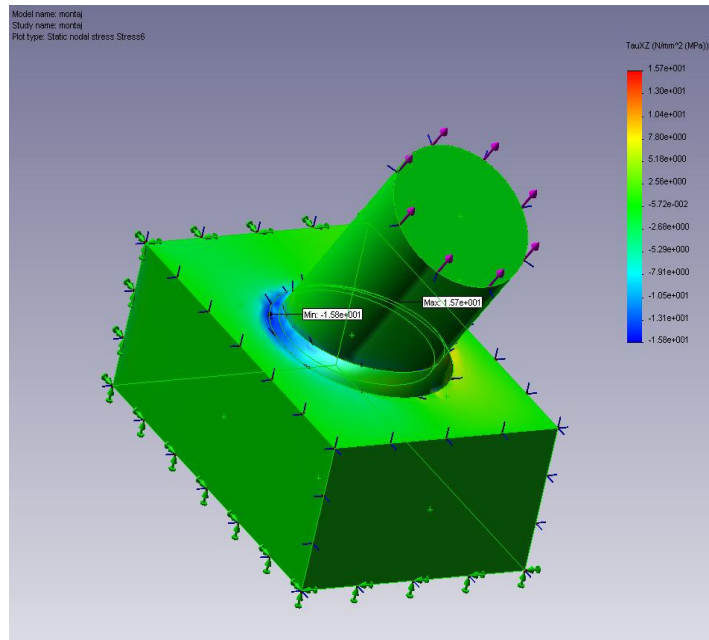 Model name: montaj
Study name: montaj
Plot type: Static nodal stress Stress6
TauXZ (N/mm^2 (MPa))
1.57e+001
1.30e+001
1.04e+001
7.80e+000
5.18e+000
2.56e+000
-5.72e-002
-2.68e+000
-5.29e+000
-7.91e+000
-1.05e+001
-1.31e+001
-1.58e+001
Max: 1.57e+001
Min: -1.58e+001